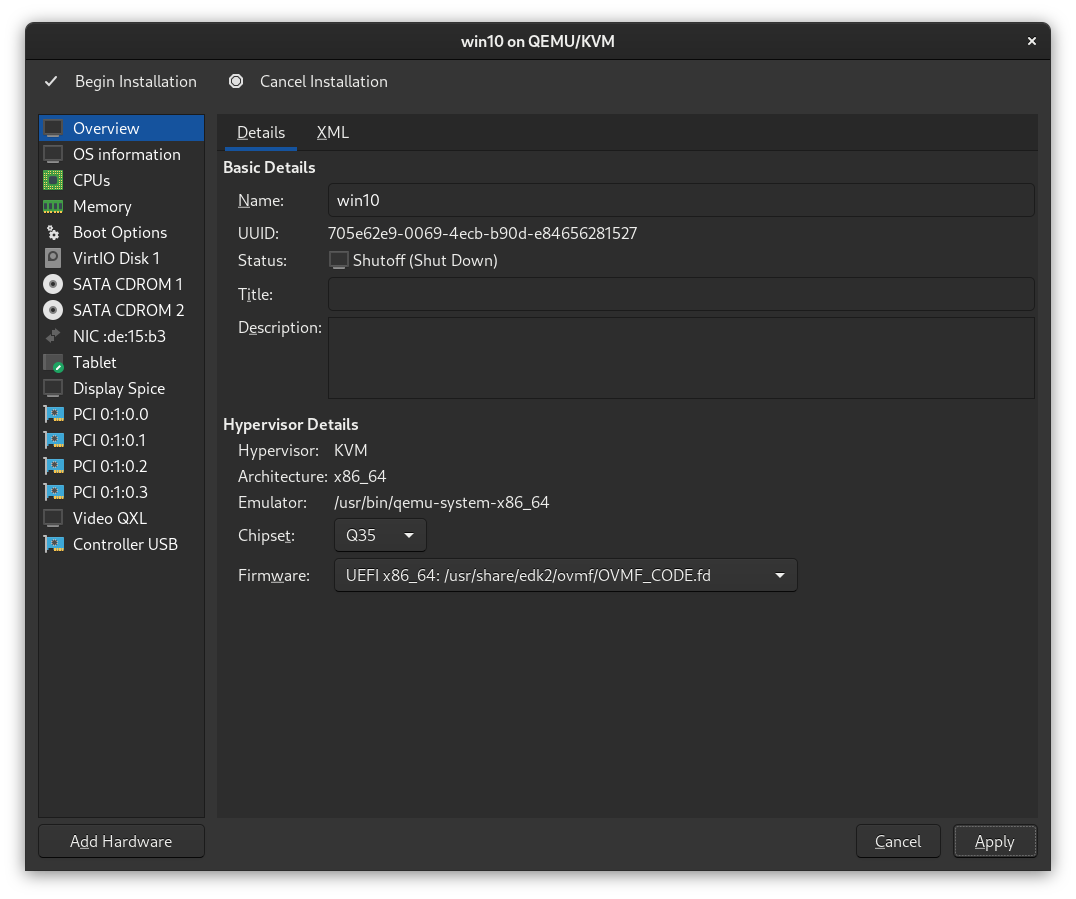 win10 on QEMU/KVM
Begin Installation
Cancel Installation
Overview
OS information
CPUs
Memory
Boot Options
VirtIO Disk 1
SATA CDROM 1
SATA CDROM 2
NIC :de:15:b3
Tablet
Display Spice
PCI 0:1:0.0
PCI 0:1:0.1
PCI 0:1:0.2
PCI 0:1:0.3
Video QXL
Controller USB
Add Hardware
Details XML
Basic Details
Name: win10
UUID: 705e62e9-0069-4ecb-b90d-e84656281527
Status: Shutoff (Shut Down)
Title:
Description:
Hypervisor Details
Hypervisor: KVM
Architecture: x86_64
Emulator: /usr/bin/qemu-system-x86_64
Chipset: Q35
Firmware: UEFI x86_64: /usr/share/edk2/ovmf/OVMF_CODE.fd
Cancel Apply